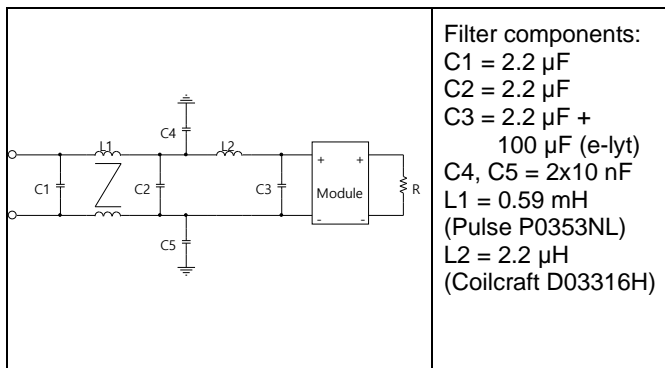 L1
C4
L2
C1
C2
C3
C5
+
+
Module
-
-
R
Filter components:
C1 = 2.2 µF
C2 = 2.2 µF
C3 = 2.2 µF +
100 µF (e-lyt)
C4, C5 = 2x10 nF
L1 = 0.59 mH
(Pulse P0353NL)
L2 = 2.2 µH
(Coilcraft D03316H)